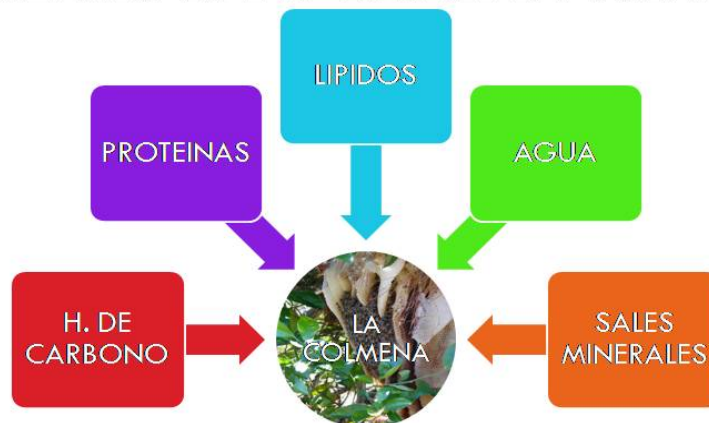 LIPIDOS
PROTEINAS
AGUA
H. DE
CARBONO
LA
COLMENA
SALES
MINERALES